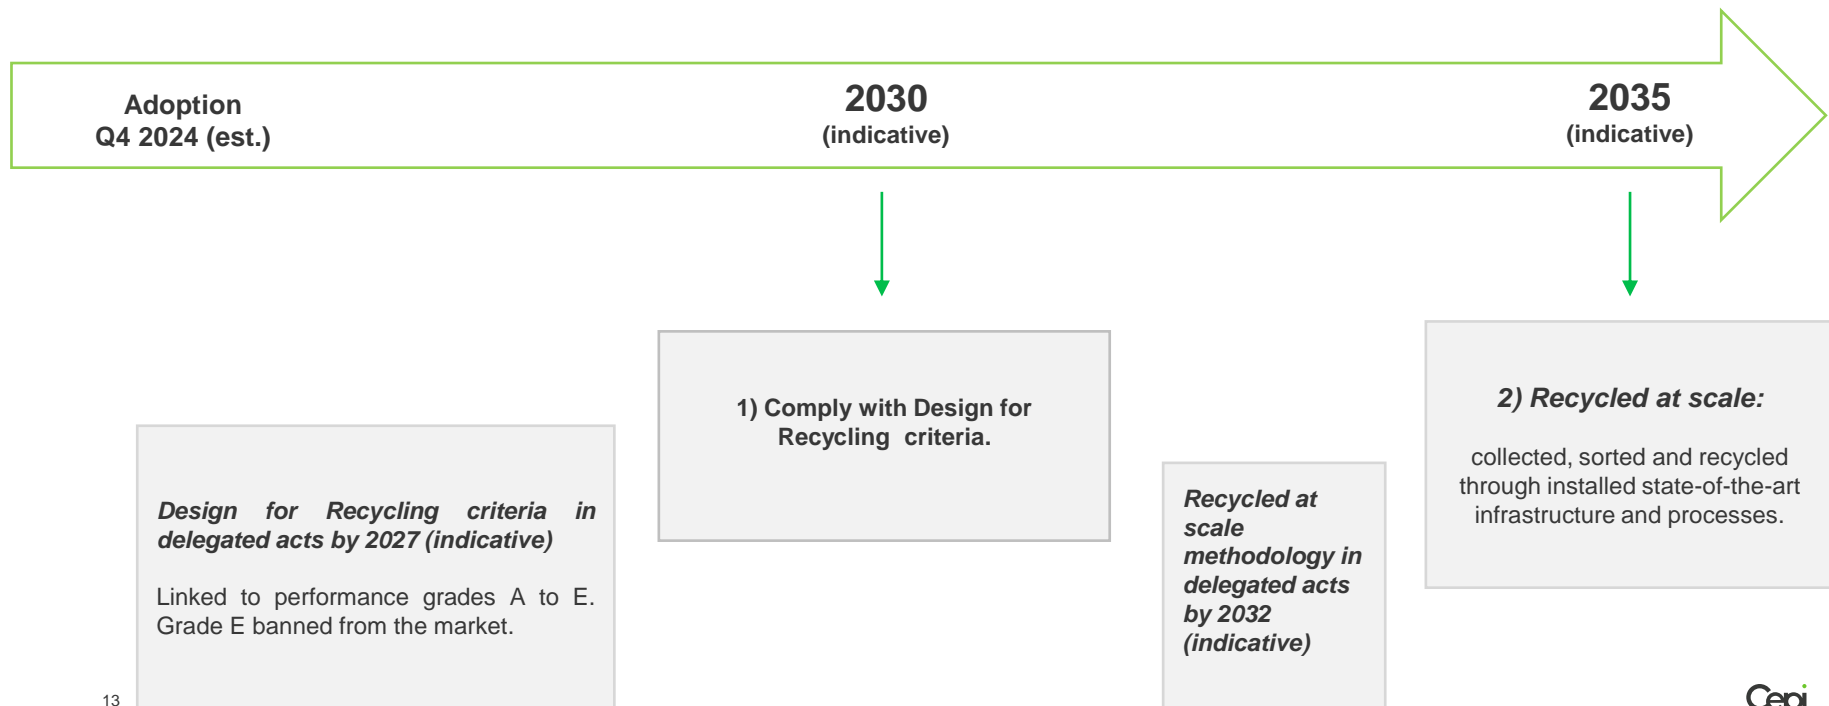 Adoption
Q4 2024 (est.)
2030
(indicative)
2035
(indicative)
Design for Recycling criteria in
delegated acts by 2027 (indicative)
Linked to performance grades A to E.
Grade E banned from the market.
1) Comply with Design for
Recycling criteria.
Recycled at
scale
methodology in
delegated acts
by 2032
(indicative)
2) Recycled at scale:
collected, sorted and recycled
through installed state-of-the-art
infrastructure and processes.
13
Cepi